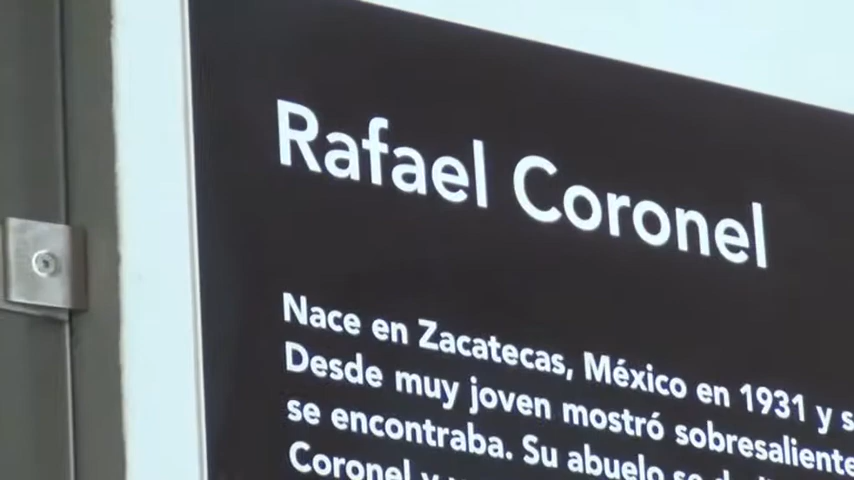 Rafael Coronel
Nace en Zacatecas, México en 1931 y
Desde muy joven mostró sobresaliente
se encontraba. Su abuelo se
Coronel y